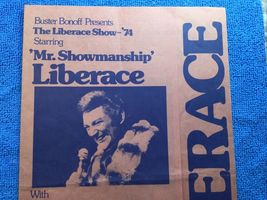 Buster Bonoff Presents
The Liberace Show-'74
Starring
'Mr. Showmanship'
Liberace
With
ERACE